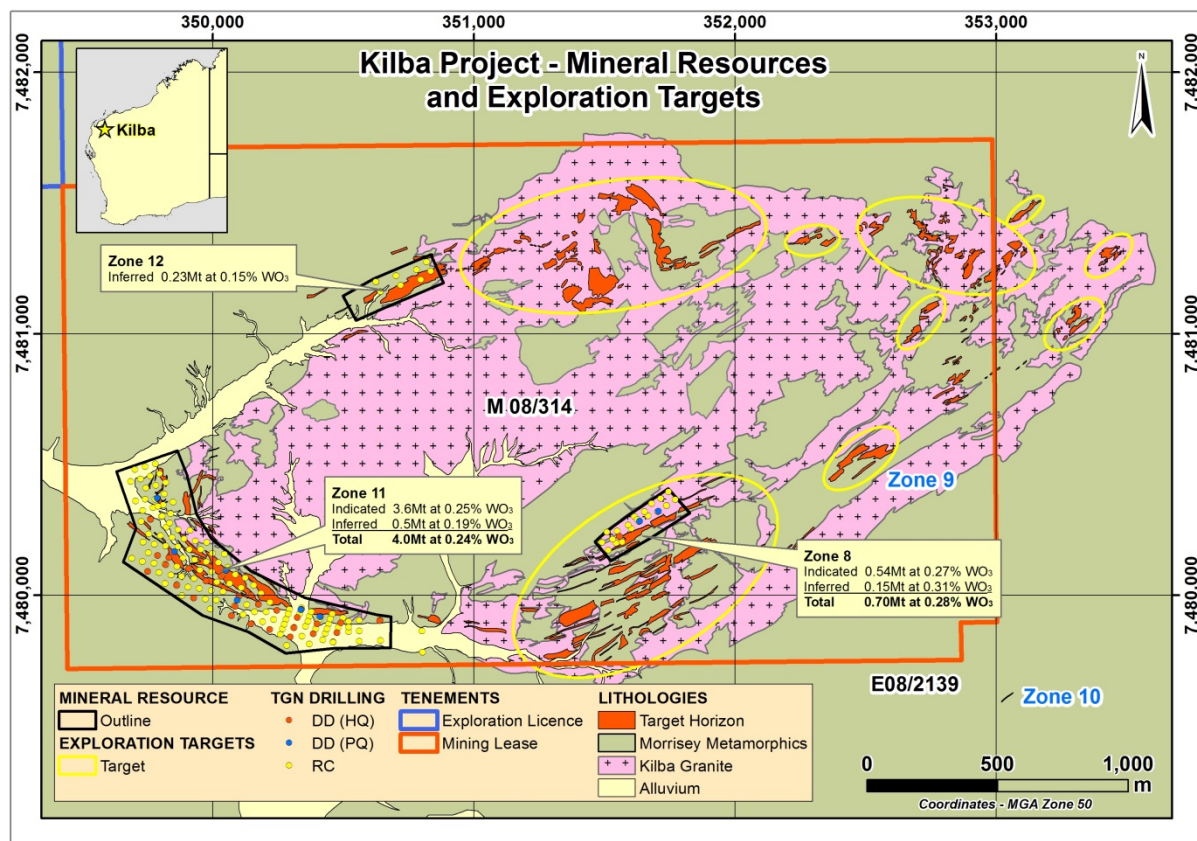 350,000
351,000
352,000
353,000
7,482,000
7,482,000
Kilba Project - Mineral Resources
and Exploration Targets
N
Kilba
Zone 12
Inferred 0.23Mt at 0.15% WO₃
7,481,000
7,481,000
M 08/314
Zone 9
Zone 11
Indicated 3.6Mt at 0.25% WO₃
Inferred 0.5Mt at 0.19% WO₃
Total 4.0Mt at 0.24% WO₃
Zone 8
Indicated 0.54Mt at 0.27% WO₃
Inferred 0.15Mt at 0.31% WO₃
Total 0.70Mt at 0.28% WO₃
7,480,000
7,480,000
E08/2139
Zone 10
MINERAL RESOURCE
Outline
EXPLORATION TARGETS
Target
TGN DRILLING
DD (HQ)
DD (PQ)
RC
TENEMENTS
Exploration Licence
Mining Lease
LITHOLOGIES
Target Horizon
Morrisey Metamorphics
Kilba Granite
Alluvium
0 500 1,000
m
Coordinates - MGA Zone 50